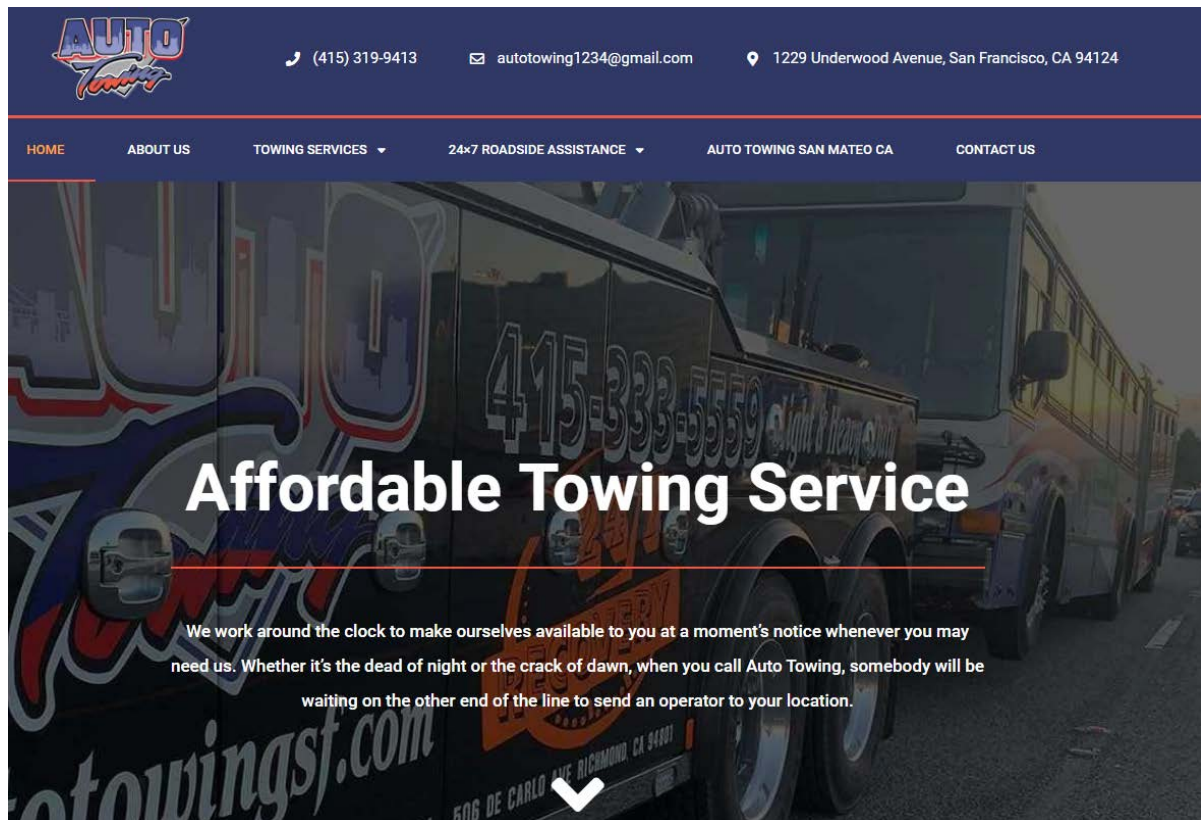 AUTO
Towing
(415) 319-9413
autotowing1234@gmail.com
1229 Underwood Avenue, San Francisco, CA 94124
HOME
ABOUT US
TOWING SERVICES
24×7 ROADSIDE ASSISTANCE
AUTO TOWING SAN MATEO CA
CONTACT US
AUTO
Towing
415-333-5559
Light & heavy Duty
Affordable Towing Service
24/7
RECOVERY
We work around the clock to make ourselves available to you at a moment’s notice whenever you may
need us. Whether it’s the dead of night or the crack of dawn, when you call Auto Towing, somebody will be
waiting on the other end of the line to send an operator to your location.
otowingsf.com
506 DE CARLO AVE RICHMOND, CA 94801